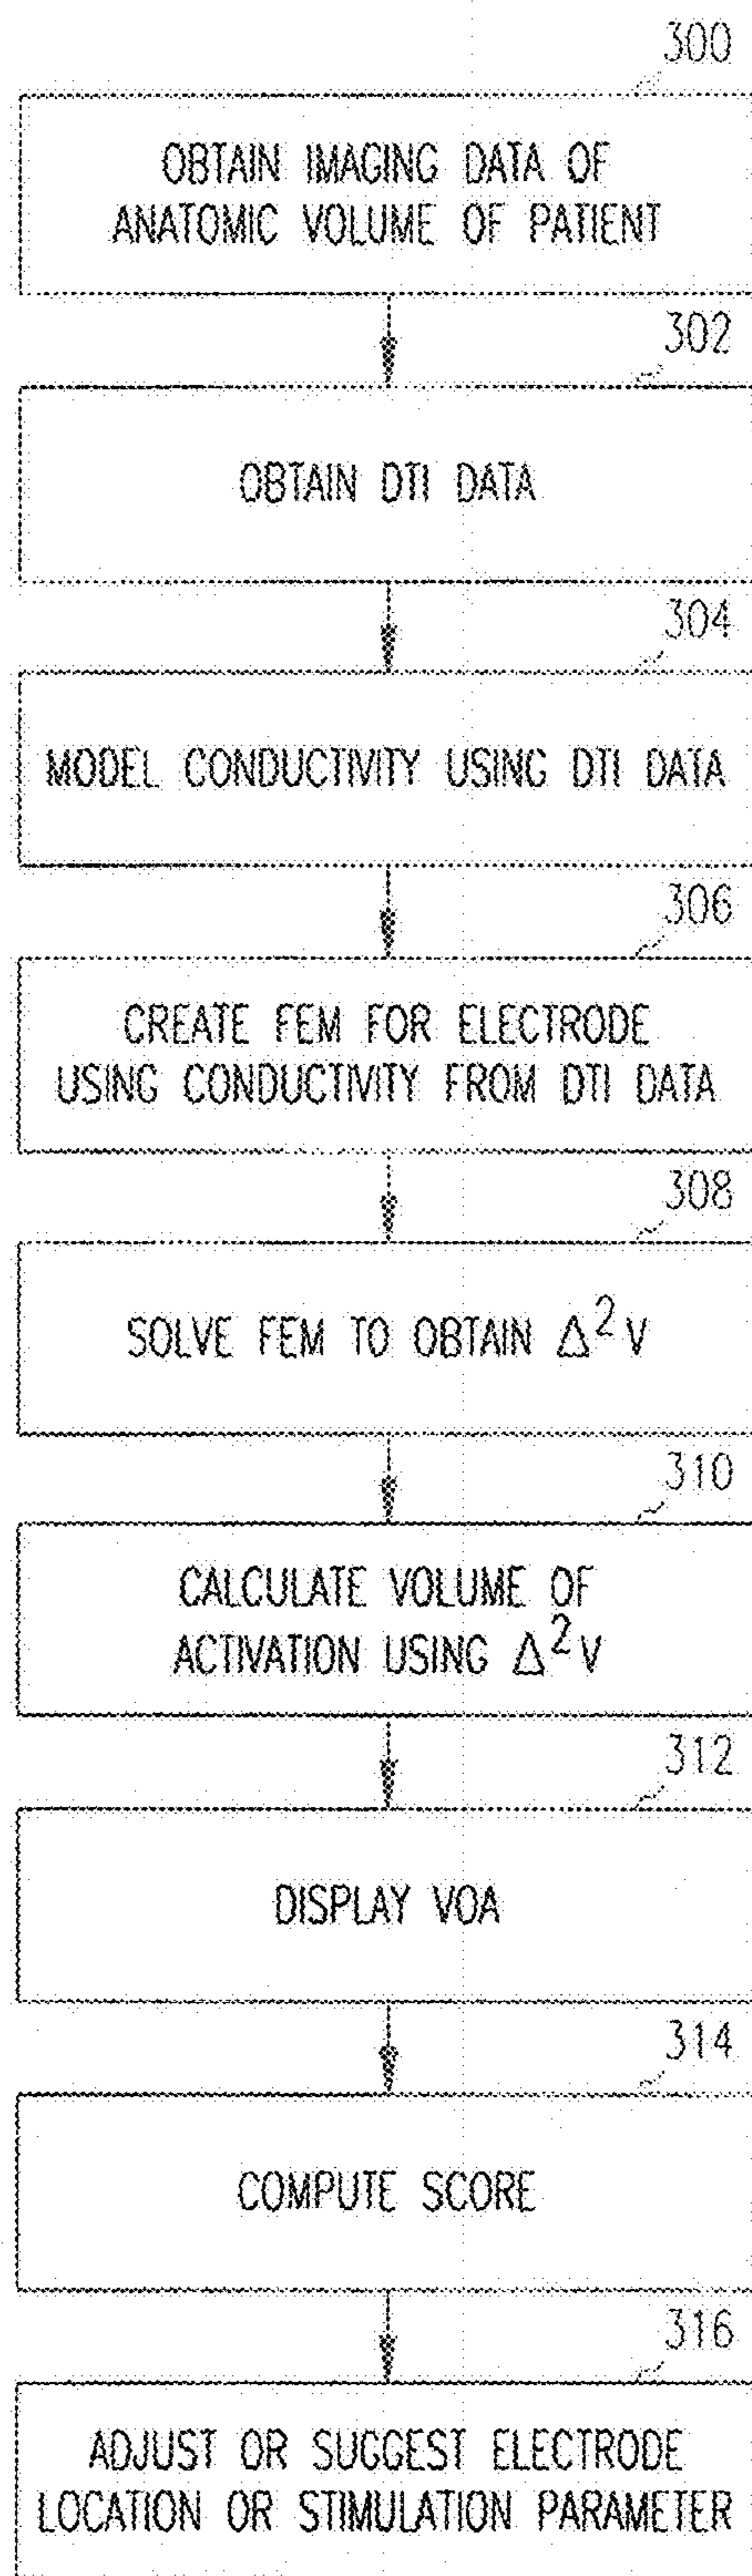 300
OBTAIN IMAGING DATA OF
ANATOMIC VOLUME OF PATIENT
302
OBTAIN DTI DATA
304
MODEL CONDUCTIVITY USING DTI DATA
306
CREATE FEM FOR ELECTRODE
USING CONDUCTIVITY FROM DTI DATA
308
SOLVE FEM TO OBTAIN Δ²V
310
CALCULATE VOLUME OF
ACTIVATION USING Δ²V
312
DISPLAY VOA
314
COMPUTE SCORE
316
ADJUST OR SUGGEST ELECTRODE
LOCATION OR STIMULATION PARAMETER